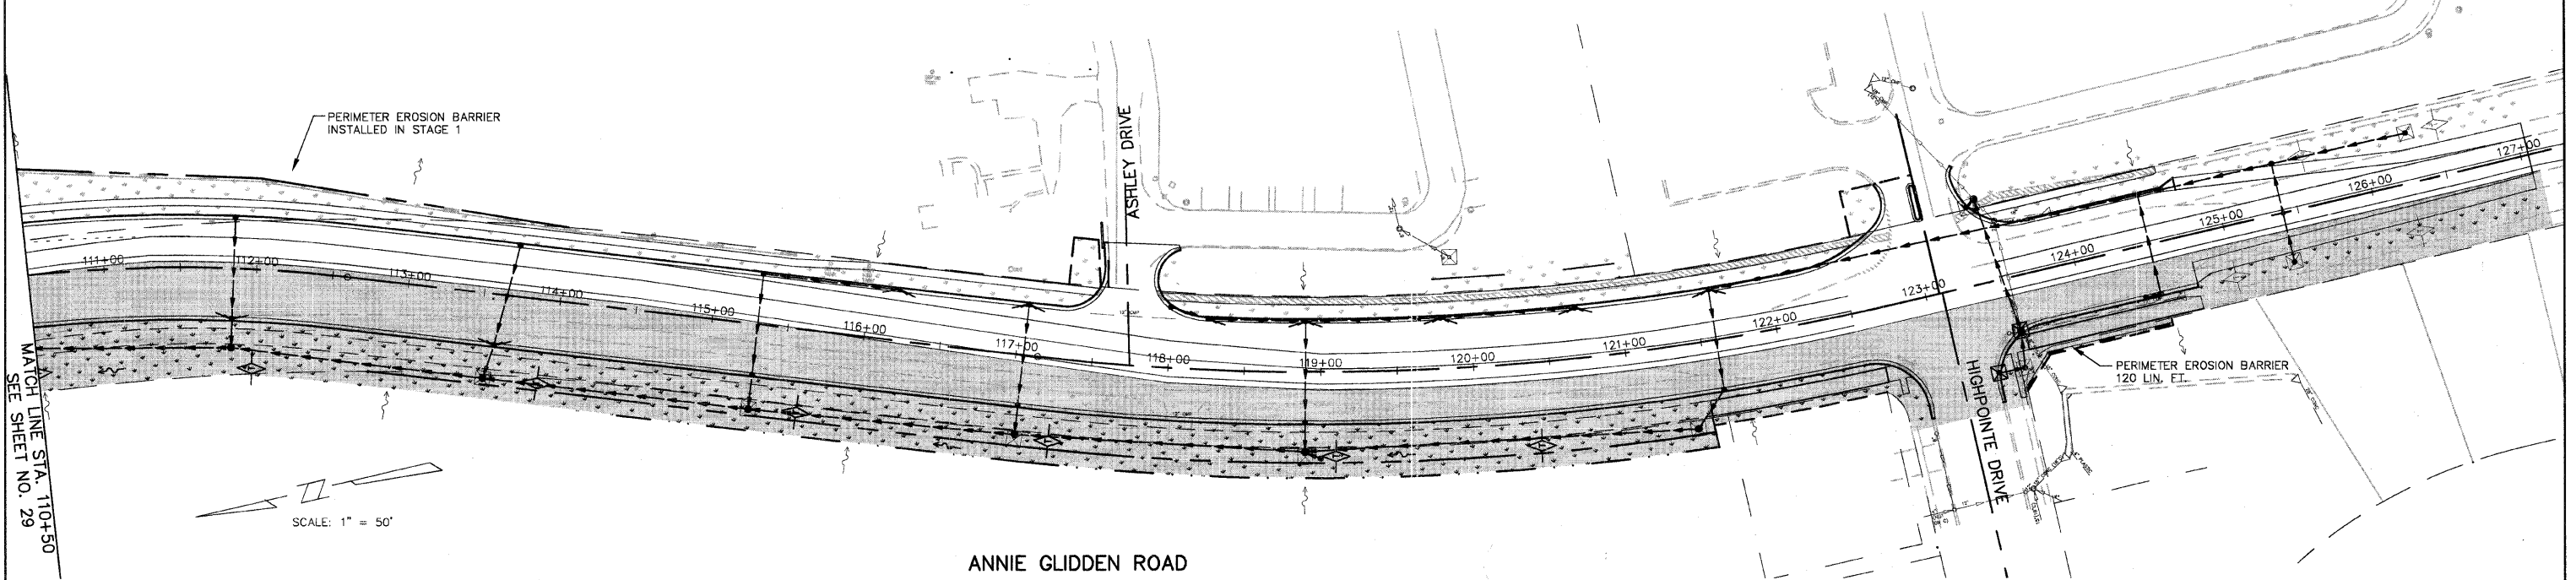 PERIMETER EROSION BARRIER
INSTALLED IN STAGE 1
ASHLEY DRIVE
111+00
112+00
113+00
114+00
115+00
116+00
117+00
118+00
119+00
120+00
121+00
122+00
123+00
124+00
125+00
126+00
127+00
HIGHPOINTE DRIVE
PERIMETER EROSION BARRIER
120 LIN. FT.
MATCH LINE STA. 110+50
SEE SHEET NO. 29
SCALE: 1" = 50'
ANNIE GLIDDEN ROAD